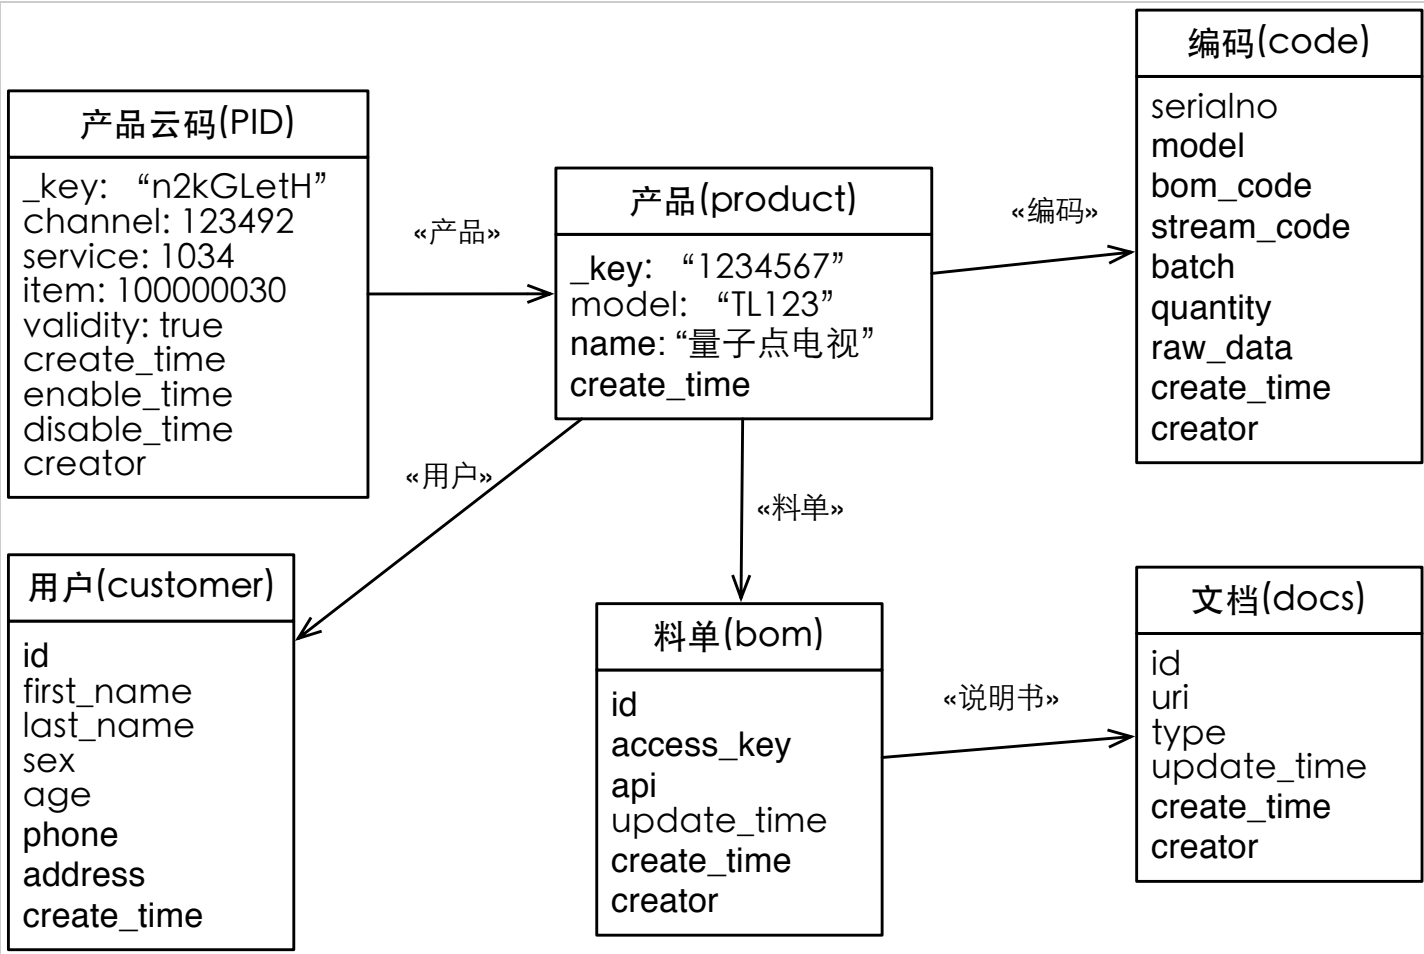 产品云码(PID)
_key: “n2kGLetH”
channel: 123492
service: 1034
item: 100000030
validity: true
create_time
enable_time
disable_time
creator
«产品»
产品(product)
_key: “1234567”
model: “TL123”
name: “量子点电视”
create_time
«编码»
编码(code)
serialno
model
bom_code
stream_code
batch
quantity
raw_data
create_time
creator
«用户»
«料单»
用户(customer)
id
first_name
last_name
sex
age
phone
address
create_time
料单(bom)
id
access_key
api
update_time
create_time
creator
«说明书»
文档(docs)
id
uri
type
update_time
create_time
creator